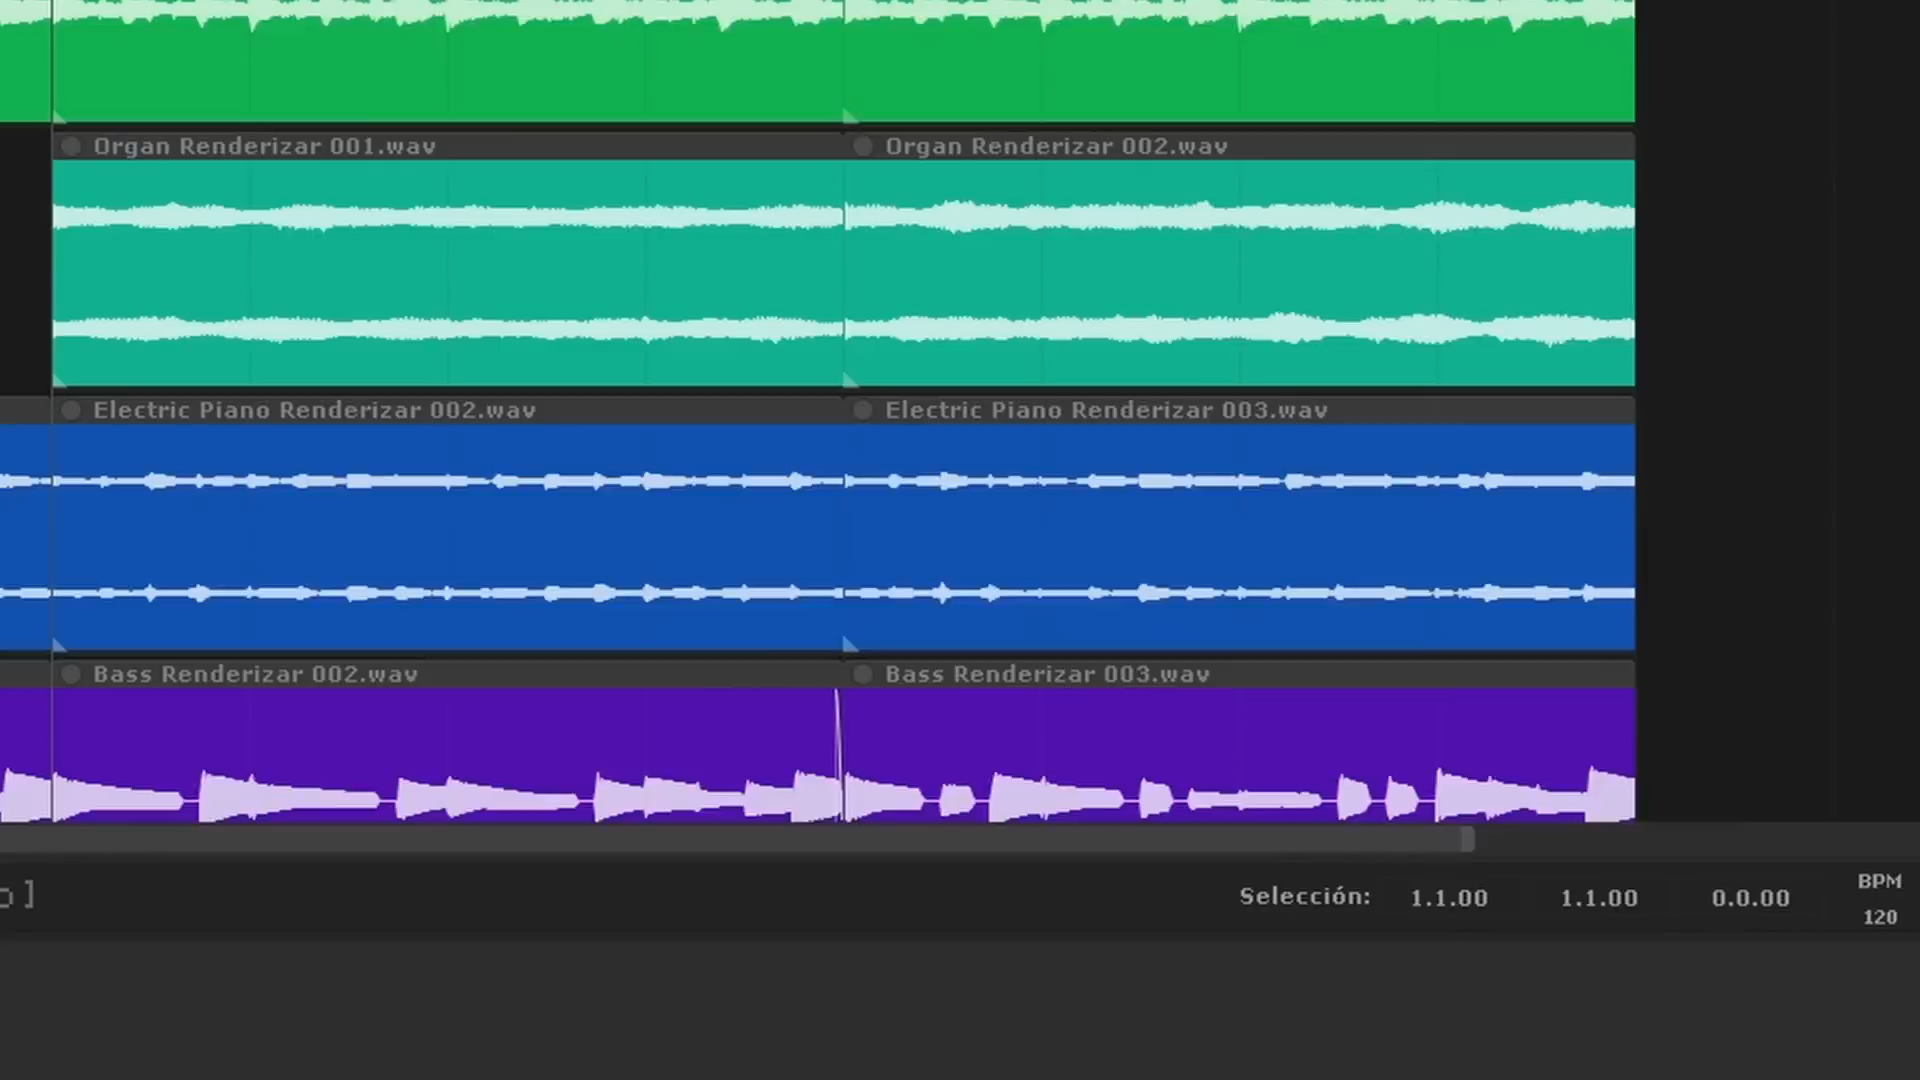 Organ Renderizar 001.wav
Organ Renderizar 002.wav
Electric Piano Renderizar 002.wav
Electric Piano Renderizar 003.wav
Bass Renderizar 002.wav
Bass Renderizar 003.wav
]
Selección: 1.1.00 1.1.00 0.0.00
BPM
120